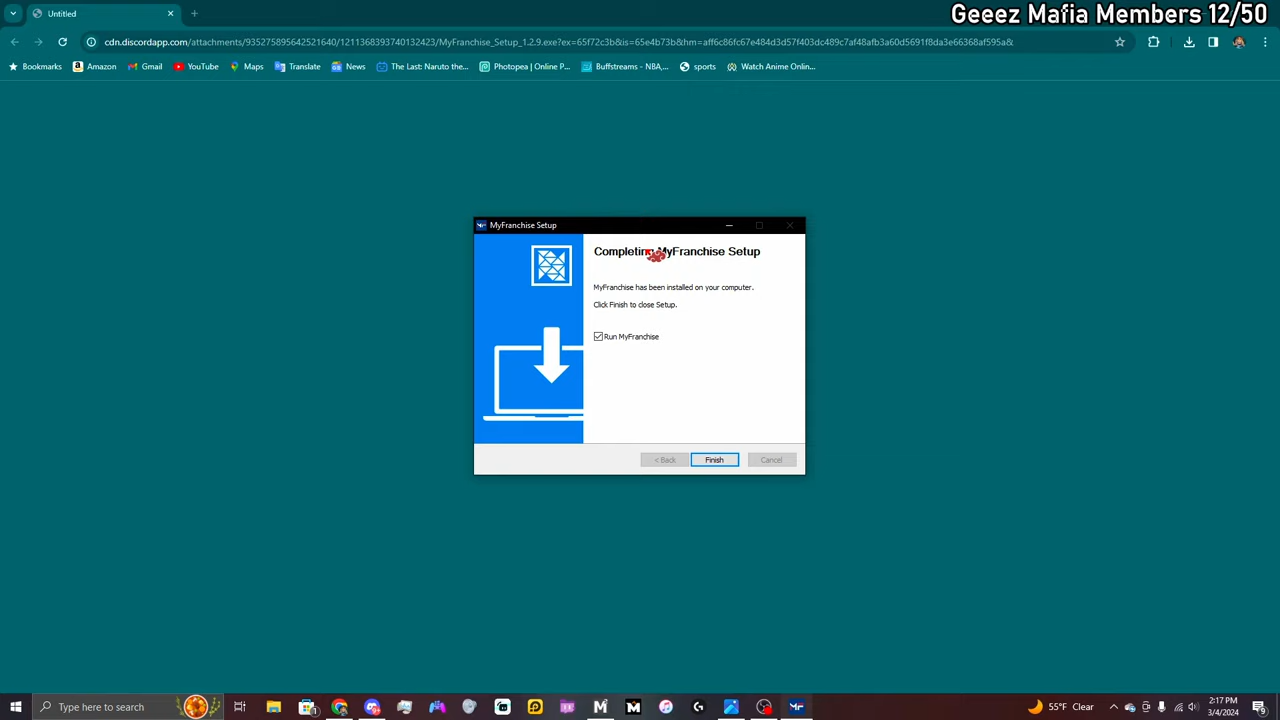 Geeez Mafia Members 12/50
Untitled
cdn.discordapp.com/attachments/935275895642521640/1211368393740132423/MyFranchise_Setup_1.2.9.exe?ex=65f72c3b&is=65e4b73b&hm=aff6c86fc67e484d3d57f403dc489c7af48afb3a60d5691f8da3e66368af595a&
Bookmarks
Amazon
Gmail
YouTube
Maps
Translate
News
The Last: Naruto the...
Photopea | Online P...
Buffstreams - NBA,...
sports
Watch Anime Onlin...
MyFranchise Setup
Completing MyFranchise Setup
MyFranchise has been installed on your computer.
Click Finish to close Setup.
Run MyFranchise
< Back
Finish
Cancel
Type here to search
55°F Clear
2:17 PM
3/4/2024